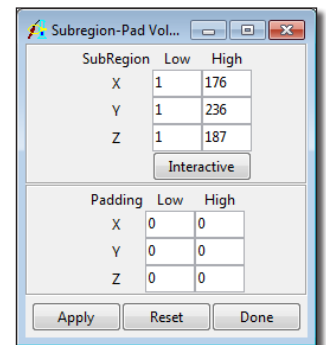 Subregion-Pad Vol...
SubRegion Low High
X 1 176
Y 1 236
Z 1 187
Interactive
Padding Low High
X 0 0
Y 0 0
Z 0 0
Apply Reset Done